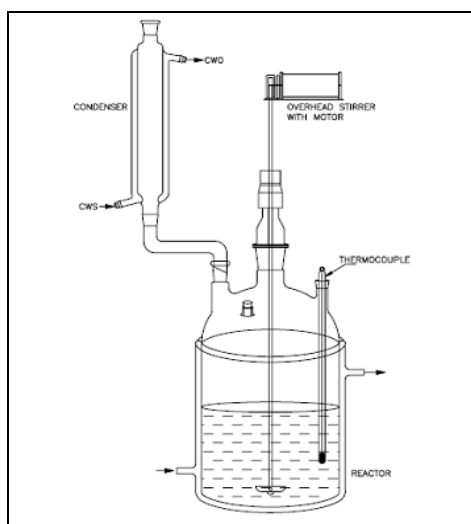 CWO
CONDENSER
OVERHEAD STIRRER
WITH MOTOR
CWS
THERMOCOUPLE
REACTOR